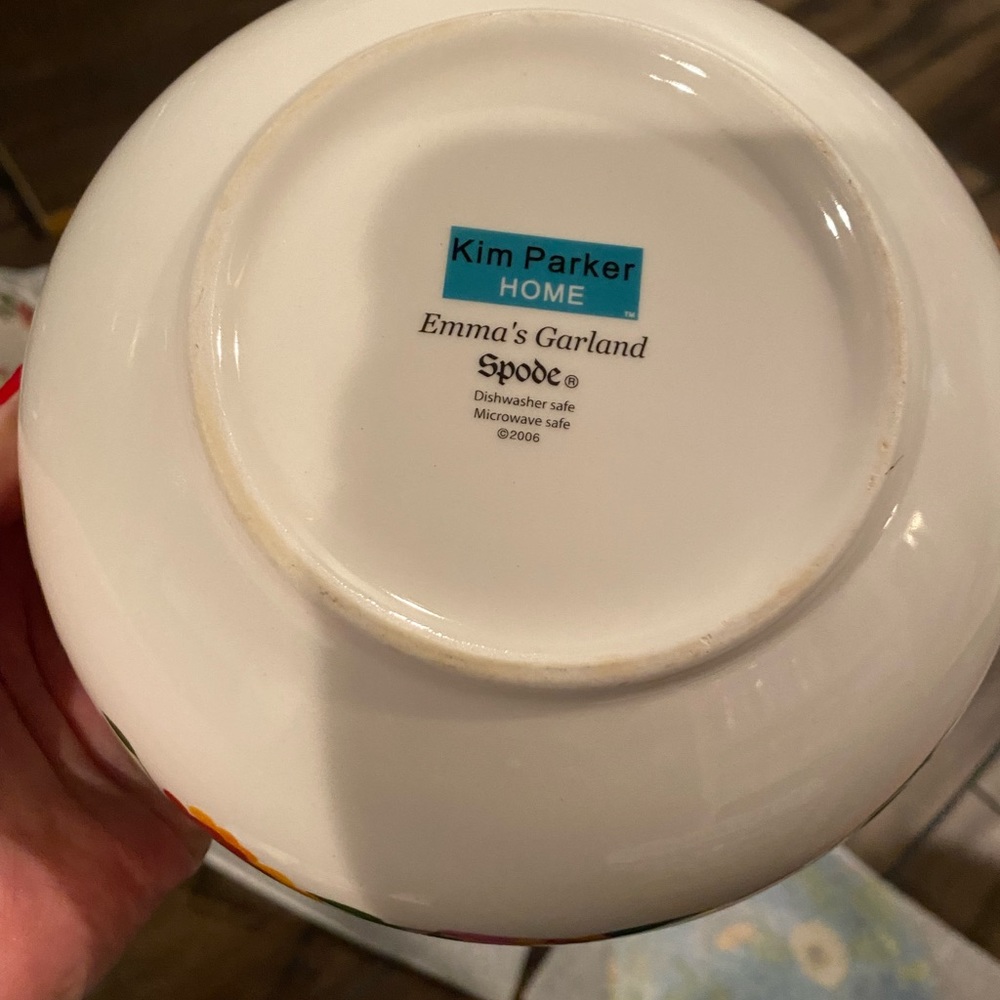 Kim Parker
HOME
TM
Emma's Garland
Spode®
Dishwasher safe
Microwave safe
©2006